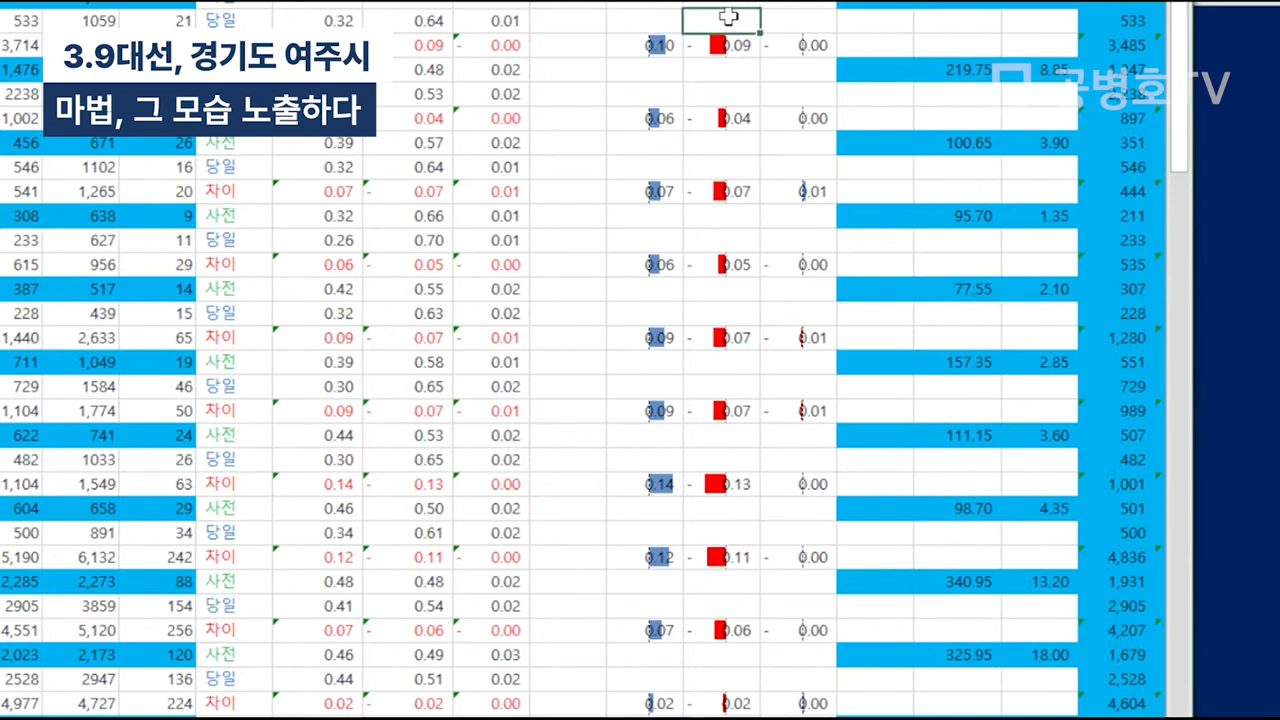 533 1059 21 당일 0.32 0.64 0.01 533
3,714 0.09 - 0.00 0.10 - 0.09 - 0.00 3,485
3.9대선, 경기도 여주시
1,476 0.48 0.02 219.75 8.85
공병호TV
2238 0.53 0.02
마법, 그 모습 노출하다
1,002 0.04 0.00 0.06 - 0.04 0.00 897
456 671 26 사전 0.39 0.57 0.02 100.65 3.90 351
546 1102 16 당일 0.32 0.64 0.01 546
541 1,265 20 차이 0.07 - 0.07 0.01 0.07 - 0.07 0.01 444
308 638 9 사전 0.32 0.66 0.01 95.70 1.35 211
233 627 11 당일 0.26 0.70 0.01 233
615 956 29 차이 0.06 - 0.05 - 0.00 0.06 - 0.05 - 0.00 535
387 517 14 사전 0.42 0.55 0.02 77.55 2.10 307
228 439 15 당일 0.32 0.63 0.02 228
1,440 2,633 65 차이 0.09 - 0.07 - 0.01 0.09 - 0.07 - 0.01 1,280
711 1,049 19 사전 0.39 0.58 0.01 157.35 2.85 551
729 1584 46 당일 0.30 0.65 0.02 729
1,104 1,774 50 차이 0.09 - 0.07 - 0.01 0.09 - 0.07 - 0.01 989
622 741 24 사전 0.44 0.53 0.02 111.15 3.60 507
482 1033 26 당일 0.30 0.65 0.02 482
1,104 1,549 63 차이 0.14 - 0.13 0.00 0.14 - 0.13 0.00 1,001
604 658 29 사전 0.46 0.50 0.02 98.70 4.35 501
500 891 34 당일 0.34 0.61 0.02 500
5,190 6,132 242 차이 0.12 - 0.11 - 0.00 0.12 - 0.11 - 0.00 4,836
2,285 2,273 88 사전 0.48 0.48 0.02 340.95 13.20 1,931
2905 3859 154 당일 0.41 0.54 0.02 2,905
4,551 5,120 256 차이 0.07 - 0.06 - 0.00 0.07 - 0.06 - 0.00 4,207
2,023 2,173 120 사전 0.46 0.49 0.03 325.95 18.00 1,679
2528 2947 136 당일 0.44 0.51 0.02 2,528
4,977 4,727 224 차이 0.02 - 0.02 - 0.00 0.02 - 0.02 - 0.00 4,604